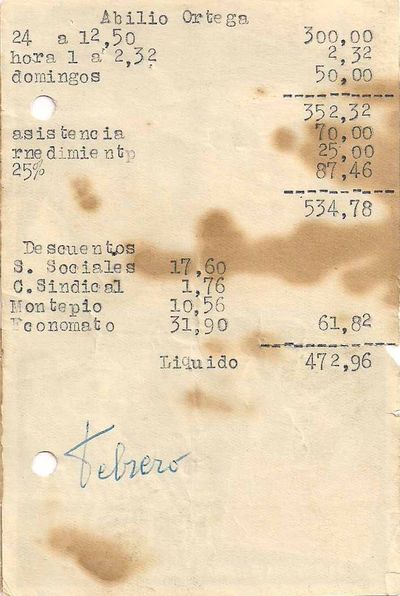 Abilio Ortega
24 a 12,50 300,00
hora 1 a 2,32 2,32
domingos 50,00
352,32
asistencia 70,00
rnedimientp 25,00
25% 87,46
534,78
Descuentos
S. Sociales 17,60
C.Sindical 1,76
Montepio 10,56
Economato 31,90 61,82
Liquido 472,96
Febrero